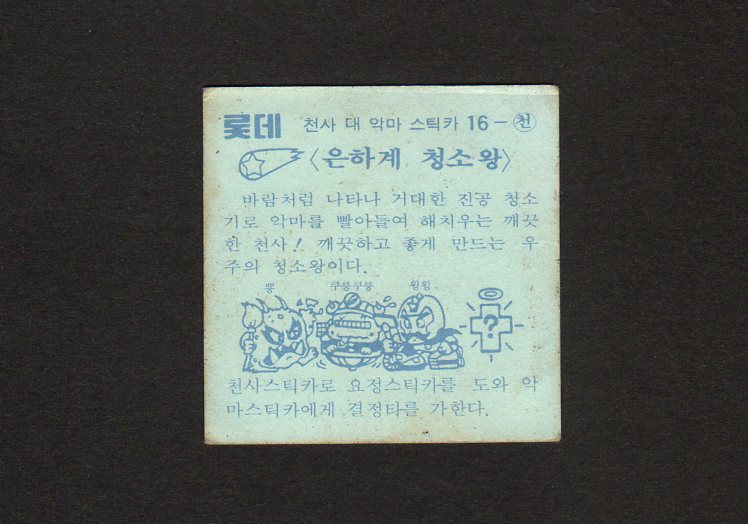 롯데 천사 대 악마 스틱카 16-천
〈은하계 청소왕〉
바람처럼 나타나 거대한 진공 청소
기로 악마를 빨아들여 해치우는 깨끗
한 천사! 깨끗하고 좋게 만드는 우
주의 청소왕이다.
뿅 쿠룽쿠룽 윙윙
?
천사스티카로 요정스티카를 도와 악
마스티카에게 결정타를 가한다.